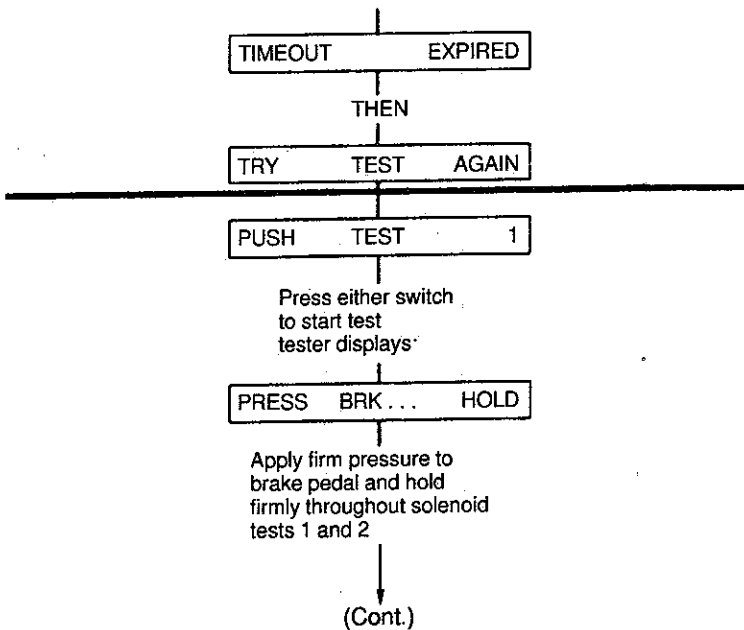 TIMEOUT EXPIRED
THEN
TRY TEST AGAIN
PUSH TEST 1
Press either switch
to start test
tester displays
PRESS BRK... HOLD
Apply firm pressure to
brake pedal and hold
firmly throughout solenoid
tests 1 and 2
(Cont.)